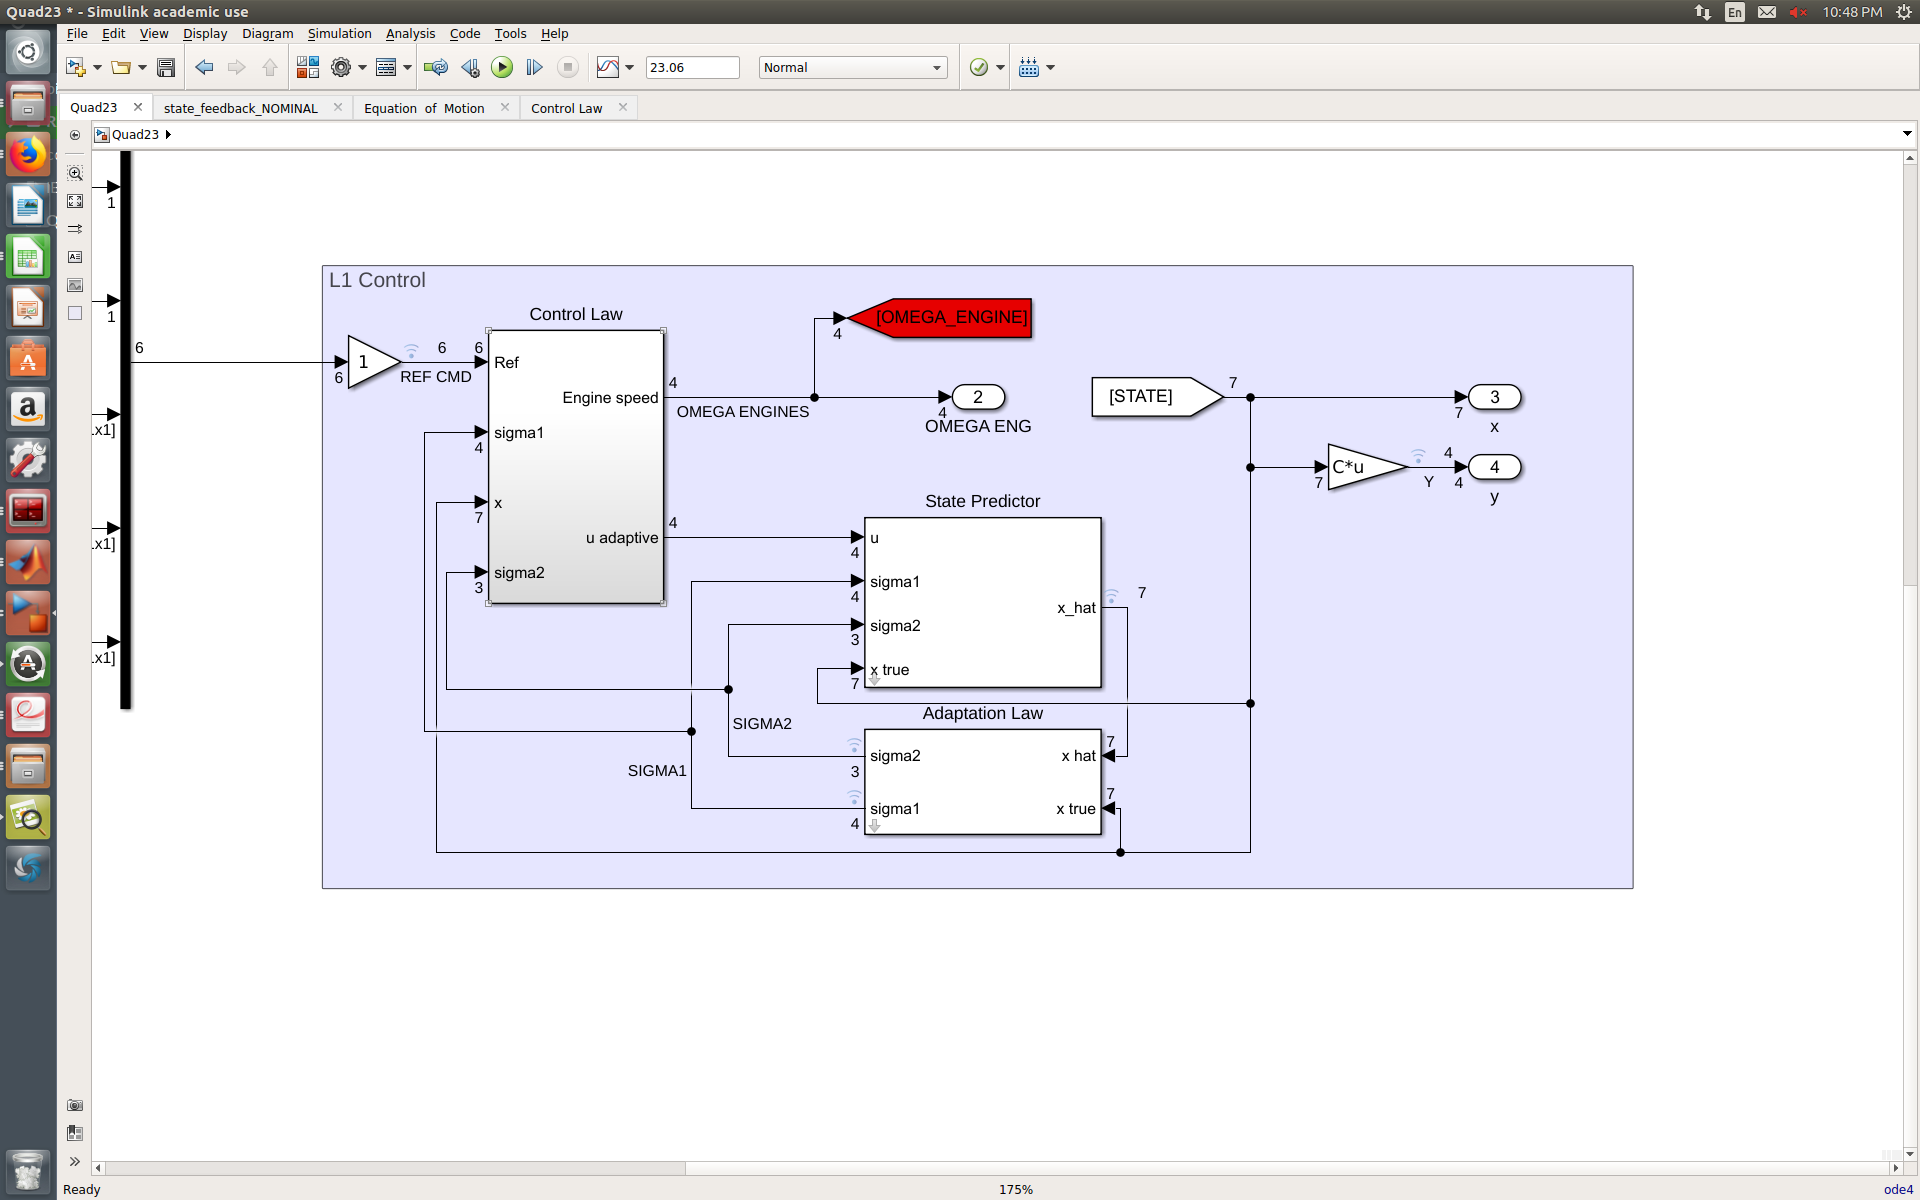 Quad23 * - Simulink academic use
En
10:48 PM
File Edit View Display Diagram Simulation Analysis Code Tools Help
23.06
Normal
Quad23
state_feedback_NOMINAL
Equation of Motion
Control Law
Quad23
1
1
x1]
x1]
x1]
6
L1 Control
6
1
6
REF CMD
Control Law
6
Ref
Engine speed
4
sigma1
4
x
7
u adaptive
4
sigma2
3
OMEGA ENGINES
[OMEGA_ENGINE]
4
2
4
OMEGA ENG
[STATE]
7
3
7
x
C*u
7
4
Y
4
4
y
State Predictor
u
4
sigma1
4
sigma2
3
x true
7
x_hat
7
SIGMA2
SIGMA1
Adaptation Law
sigma2
3
sigma1
4
x hat
7
x true
7
Ready
175%
ode4